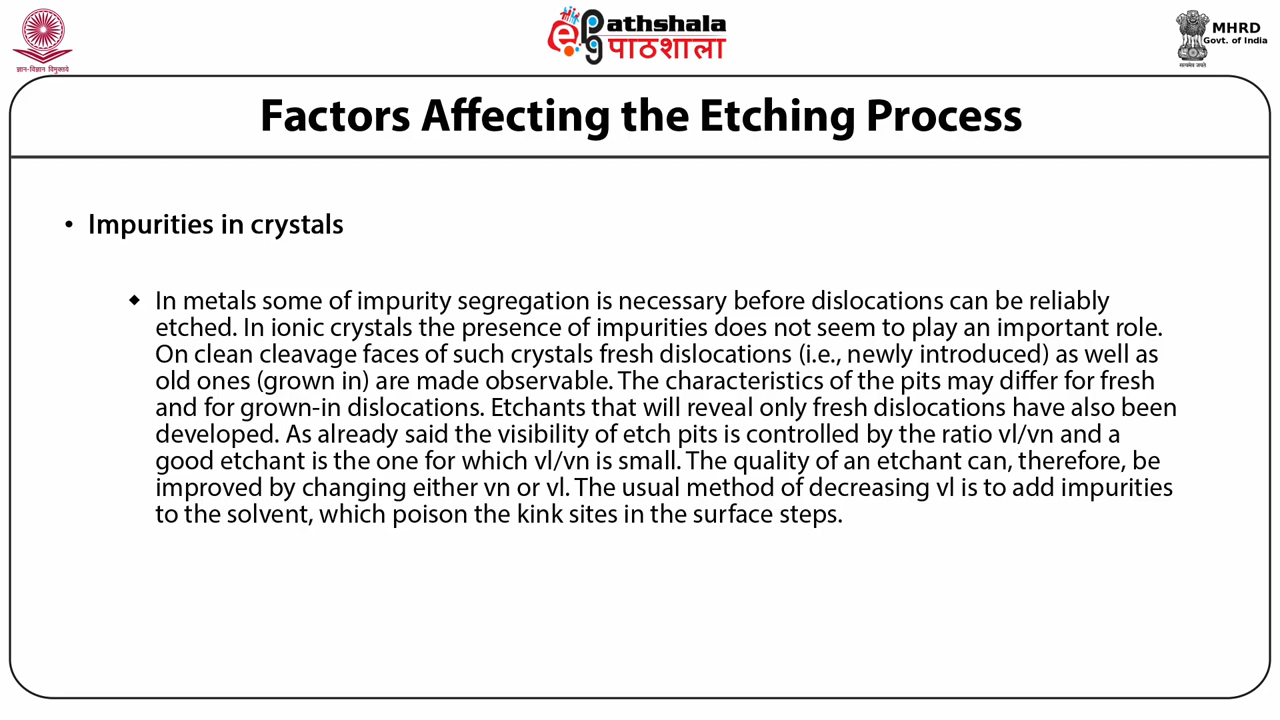 ज्ञान-विज्ञान विमुक्तये
ePathshala
पाठशाला
MHRD
Govt. of India
सत्यमेव जयते
Factors Affecting the Etching Process
• Impurities in crystals
◆ In metals some of impurity segregation is necessary before dislocations can be reliably
etched. In ionic crystals the presence of impurities does not seem to play an important role.
On clean cleavage faces of such crystals fresh dislocations (i.e., newly introduced) as well as
old ones (grown in) are made observable. The characteristics of the pits may differ for fresh
and for grown-in dislocations. Etchants that will reveal only fresh dislocations have also been
developed. As already said the visibility of etch pits is controlled by the ratio vl/vn and a
good etchant is the one for which vl/vn is small. The quality of an etchant can, therefore, be
improved by changing either vn or vl. The usual method of decreasing vl is to add impurities
to the solvent, which poison the kink sites in the surface steps.